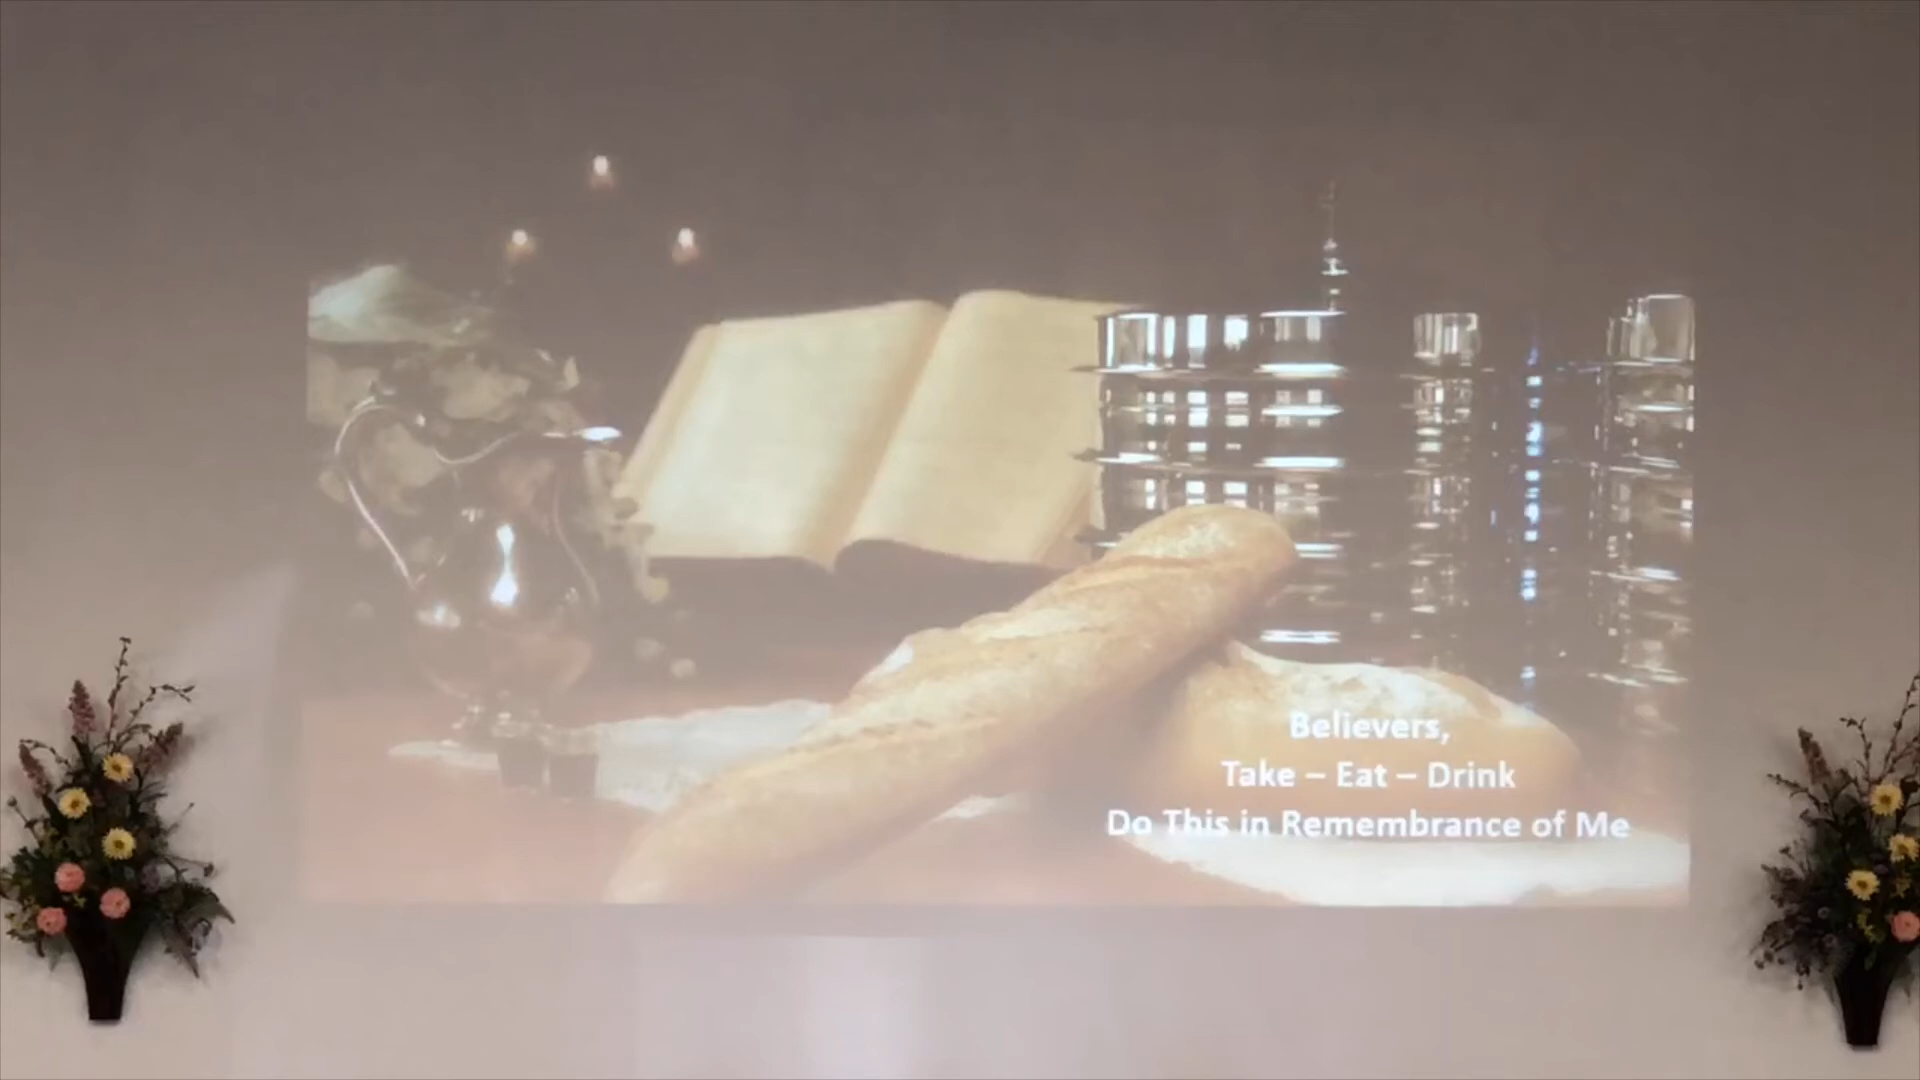 Believers,
Take – Eat – Drink
Do This in Remembrance of Me